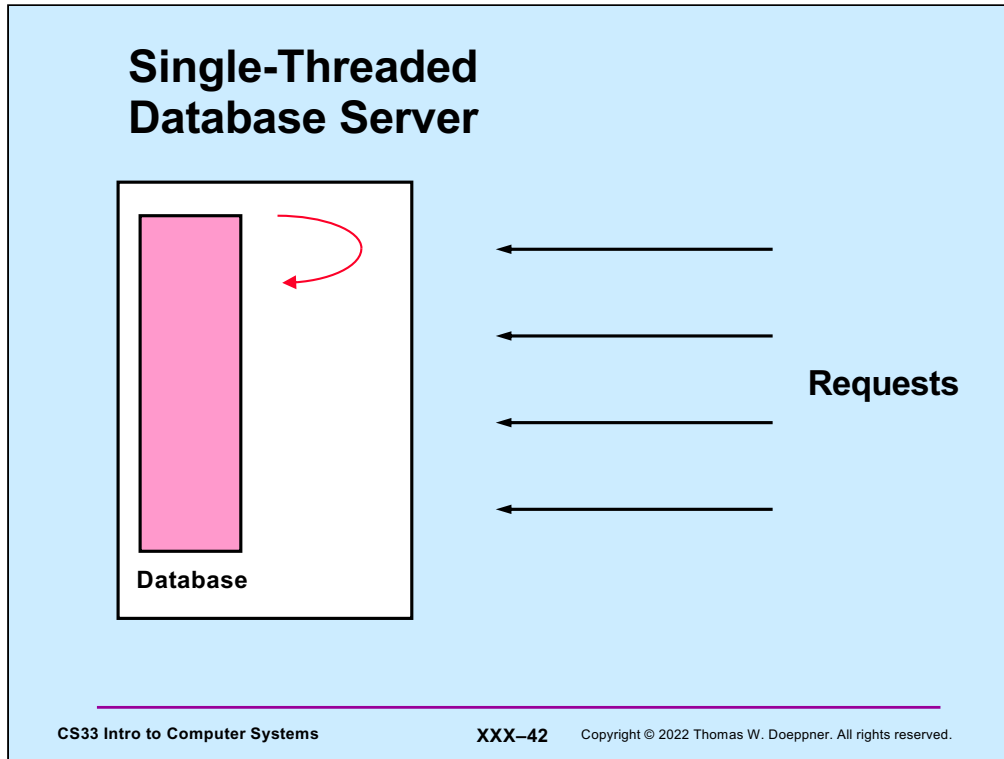 Single-Threaded
Database Server
Requests
Database
CS33 Intro to Computer Systems
XXX–42
Copyright © 2022 Thomas W. Doeppner. All rights reserved.